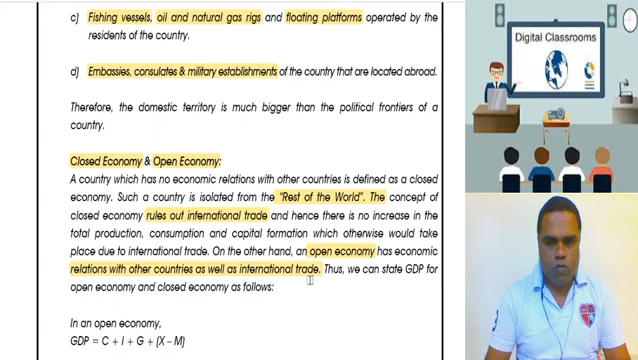 c) Fishing vessels, oil and natural gas rigs and floating platforms operated by the
residents of the country.
d) Embassies, consulates & military establishments of the country that are located abroad.
Therefore, the domestic territory is much bigger than the political frontiers of a
country.
Closed Economy & Open Economy:
A country which has no economic relations with other countries is defined as a closed
economy. Such a country is isolated from the "Rest of the World". The concept of
closed economy rules out international trade and hence there is no increase in the
total production, consumption and capital formation which otherwise would take
place due to international trade. On the other hand, an open economy has economic
relations with other countries as well as international trade. Thus, we can state GDP for
open economy and closed economy as follows:
In an open economy,
GDP = C + I + G + (X – M)
Digital Classrooms